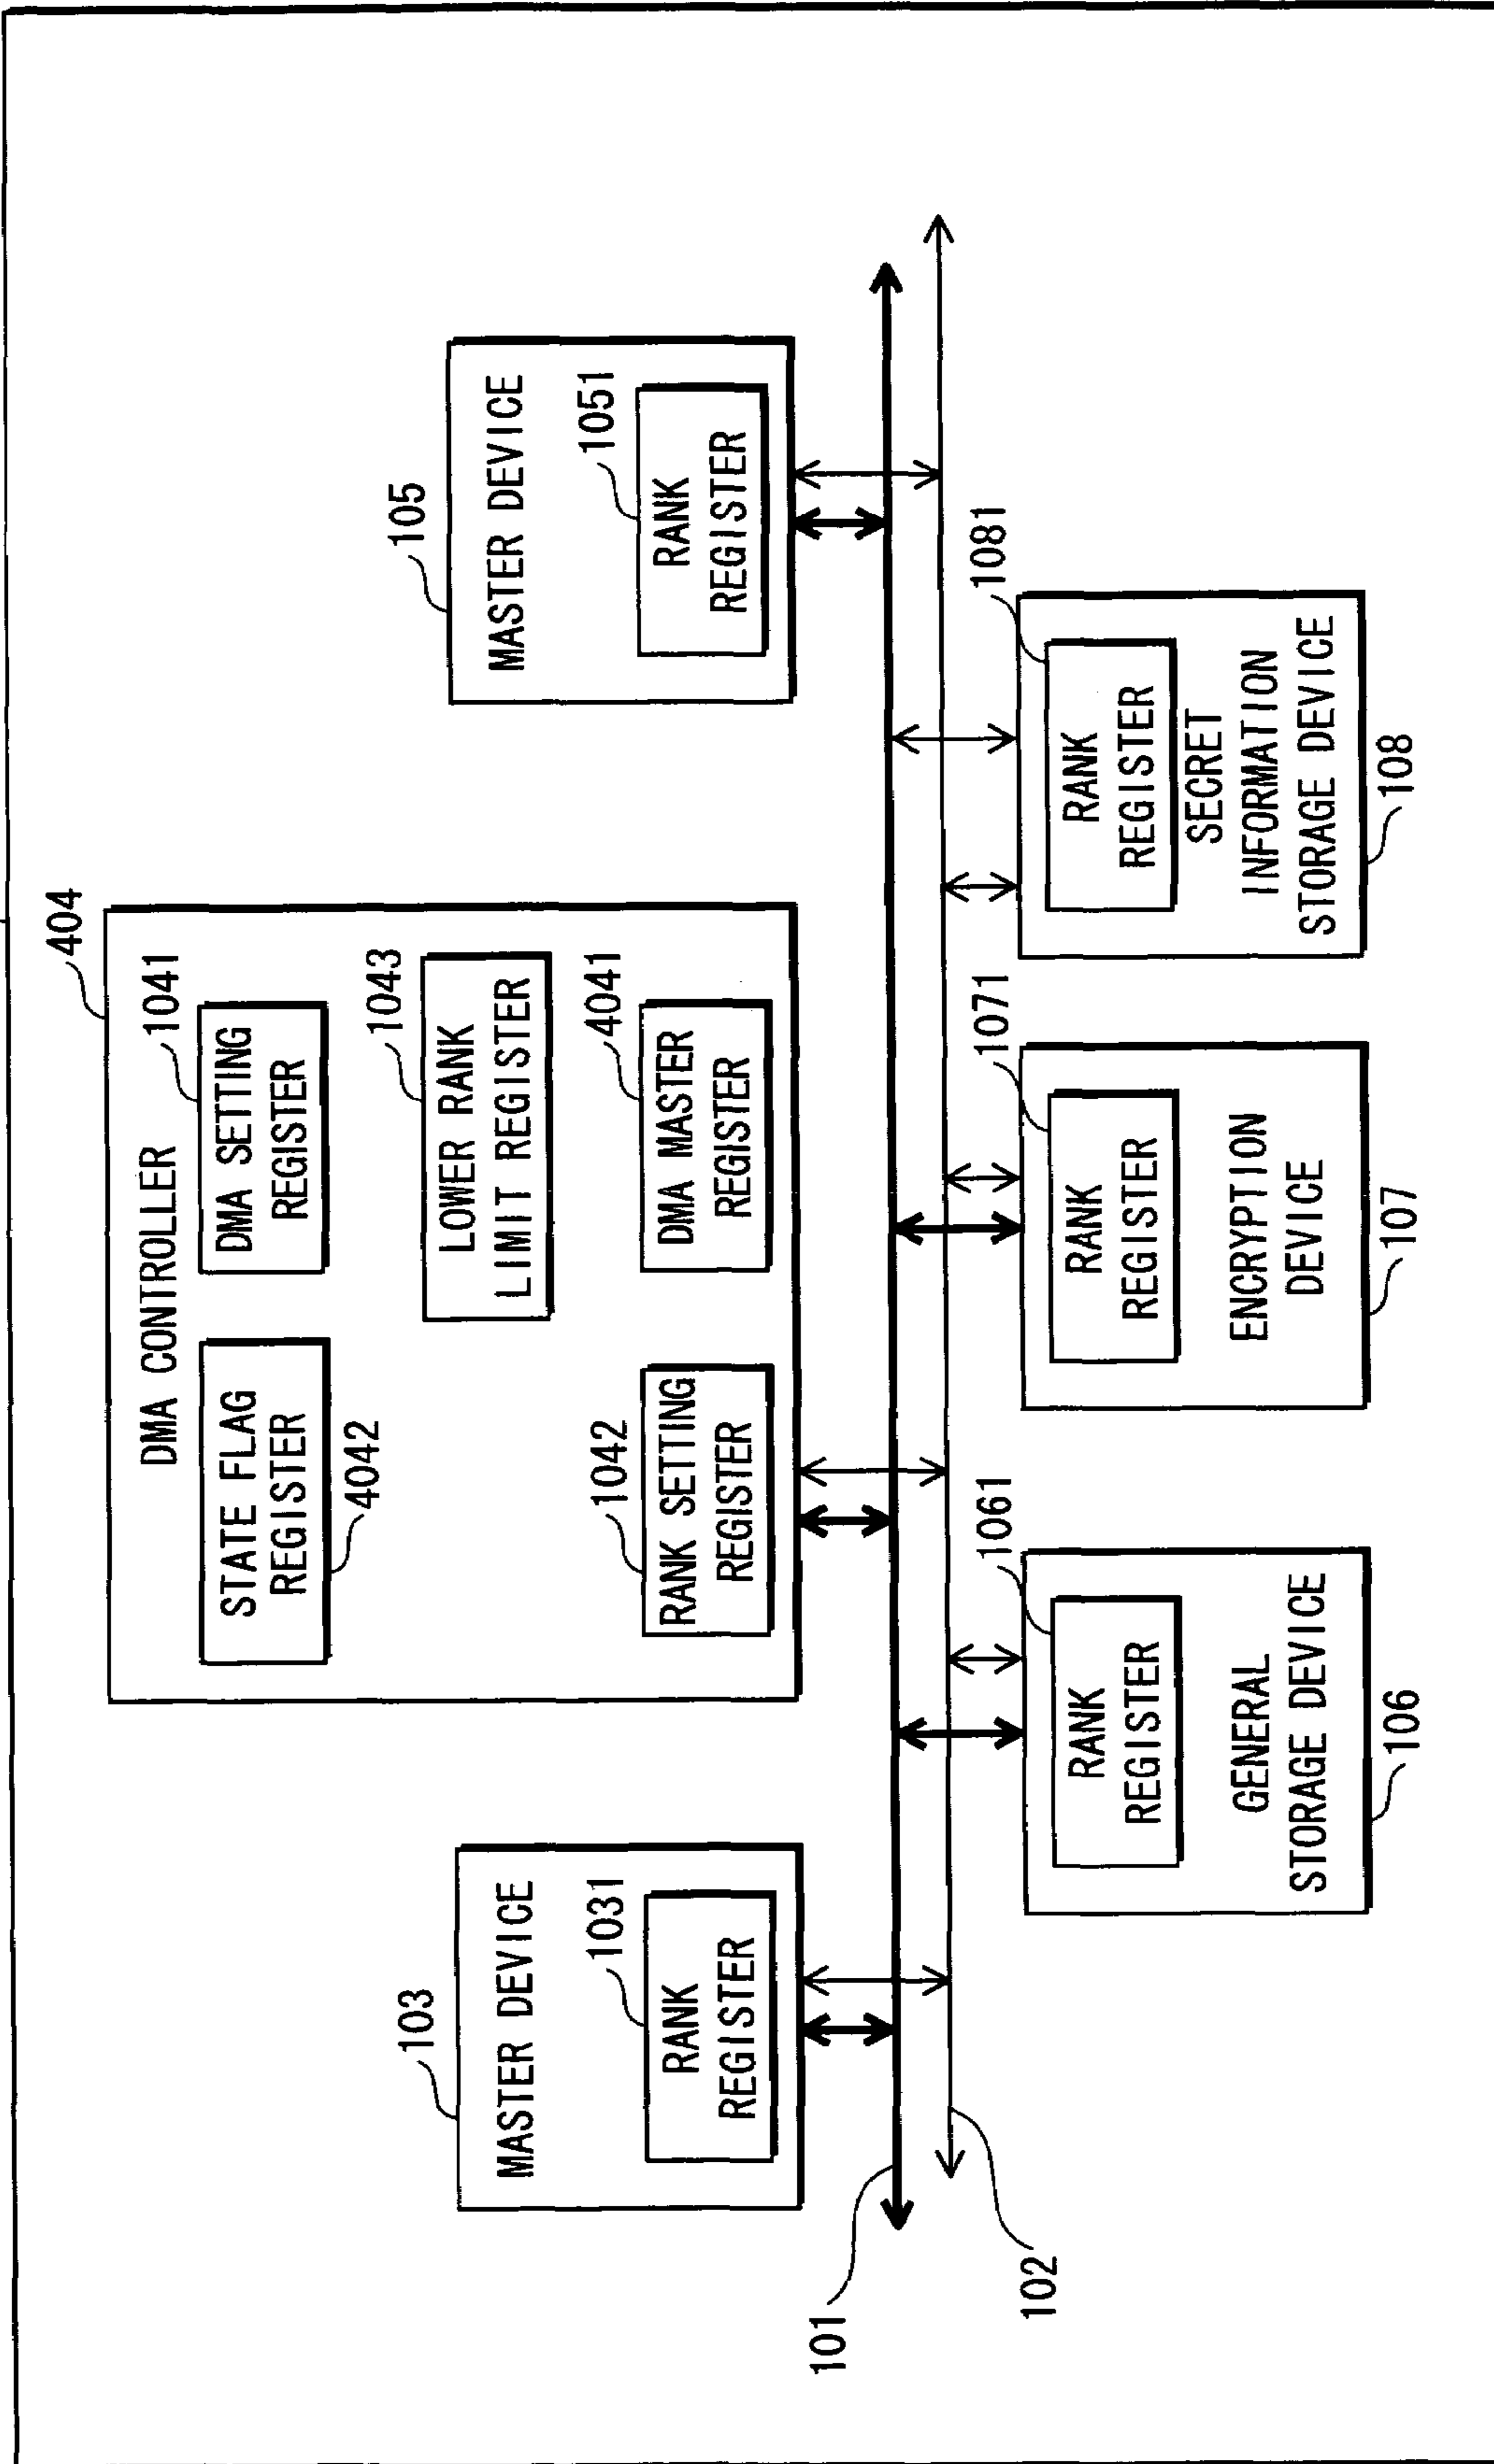 404
DMA CONTROLLER
STATE FLAG
REGISTER
4042
1041
DMA SETTING
REGISTER
1043
LOWER RANK
LIMIT REGISTER
1042
RANK SETTING
REGISTER
4041
DMA MASTER
REGISTER
103
MASTER DEVICE
1031
RANK
REGISTER
105
MASTER DEVICE
1051
RANK
REGISTER
101
102
1061
RANK
REGISTER
GENERAL
STORAGE DEVICE
106
1071
RANK
REGISTER
ENCRYPTION
DEVICE
107
1081
RANK
REGISTER
SECRET
INFORMATION
STORAGE DEVICE
108